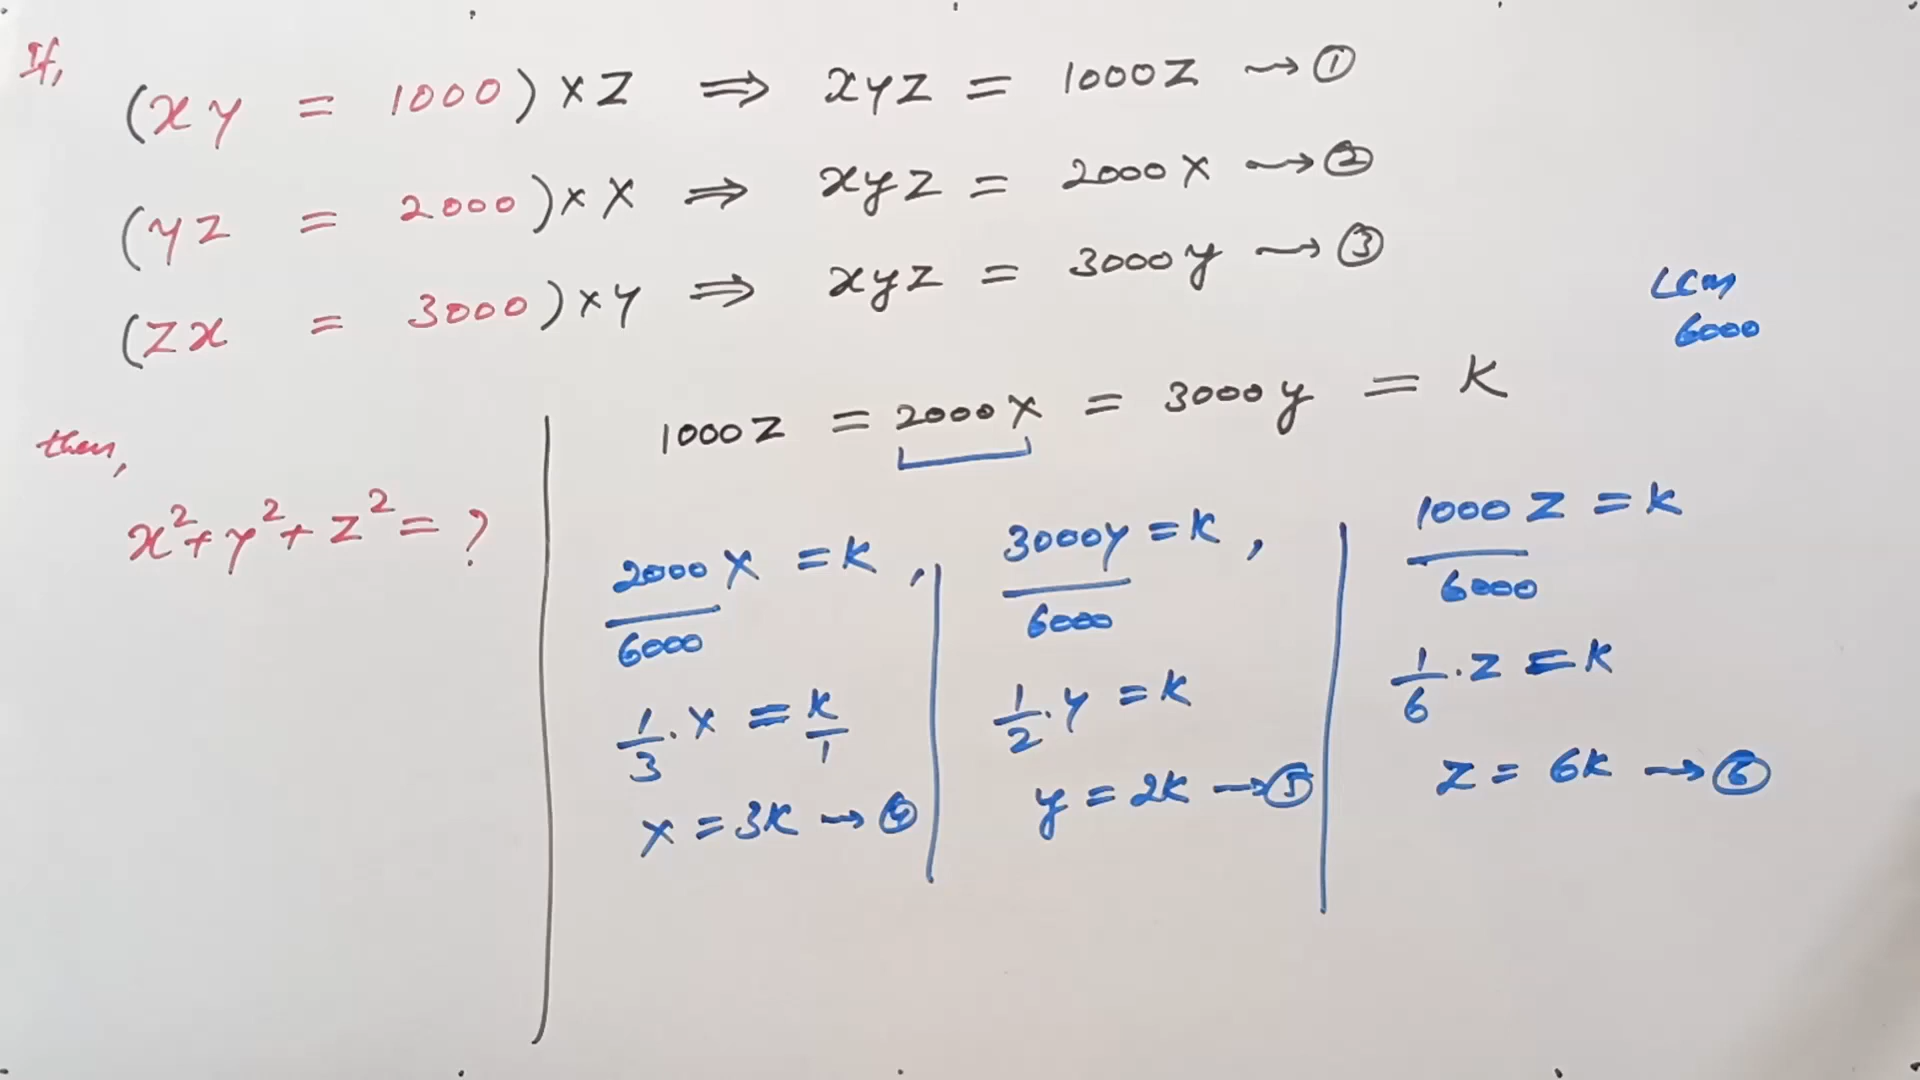 If,
(xy = 1000) × Z ⇒ xyz = 1000Z → ①
(yz = 2000) × X ⇒ xyz = 2000X → ②
(zx = 3000) × Y ⇒ xyz = 3000y → ③
LCM
6000
1000Z = 2000X = 3000y = K
then,
x² + y² + z² = ?
2000/6000 X = K, 3000y/6000 = K, 1000/6000 Z = K
1/3 · X = K/1
1/2 · Y = K
1/6 · Z = K
X = 3K → ④
y = 2K → ⑤
Z = 6K → ⑥